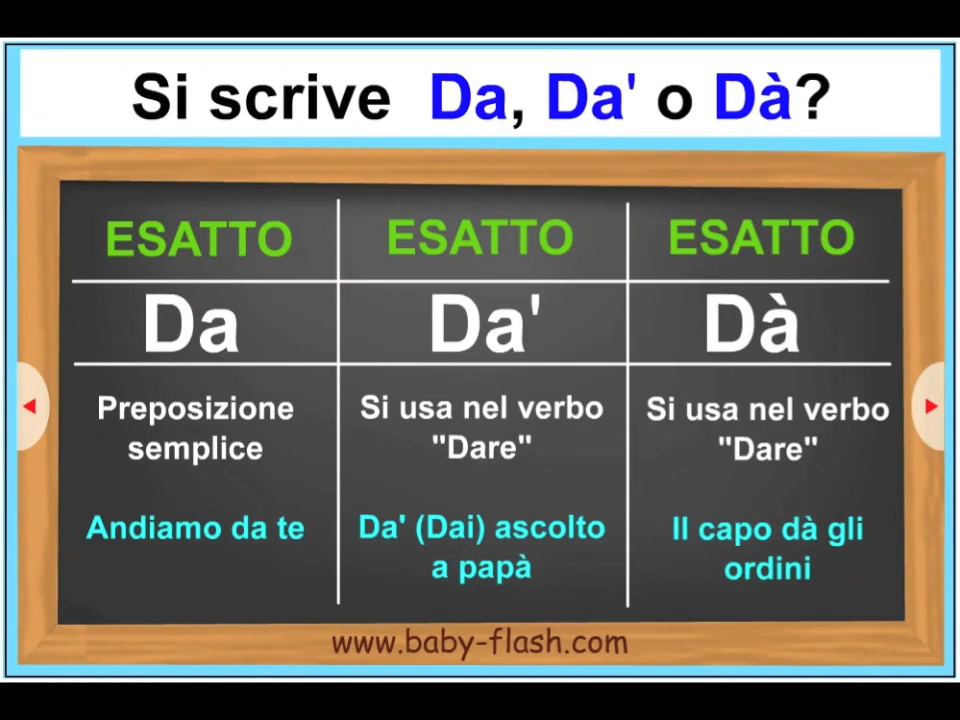 Si scrive Da, Da' o Dà?
ESATTO
ESATTO
ESATTO
Da
Da'
Dà
Preposizione
semplice
Andiamo da te
Si usa nel verbo
"Dare"
Da' (Dai) ascolto
a papà
Si usa nel verbo
"Dare"
Il capo dà gli
ordini
www.baby-flash.com